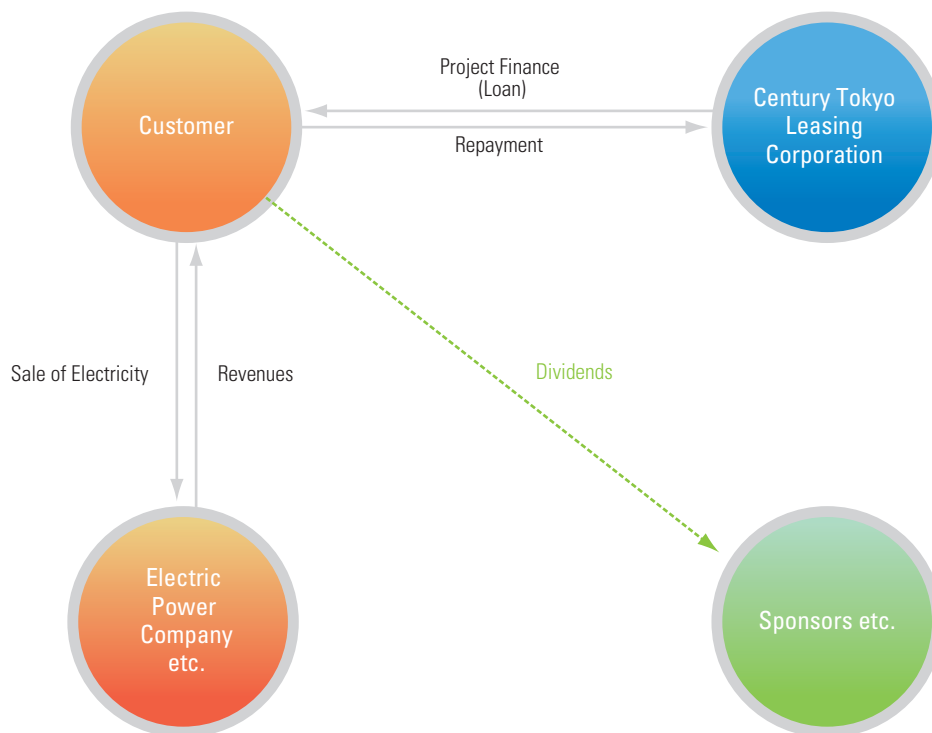 Customer
Project Finance
(Loan)
Repayment
Century Tokyo
Leasing
Corporation
Sale of Electricity
Revenues
Dividends
Electric
Power
Company
etc.
Sponsors etc.